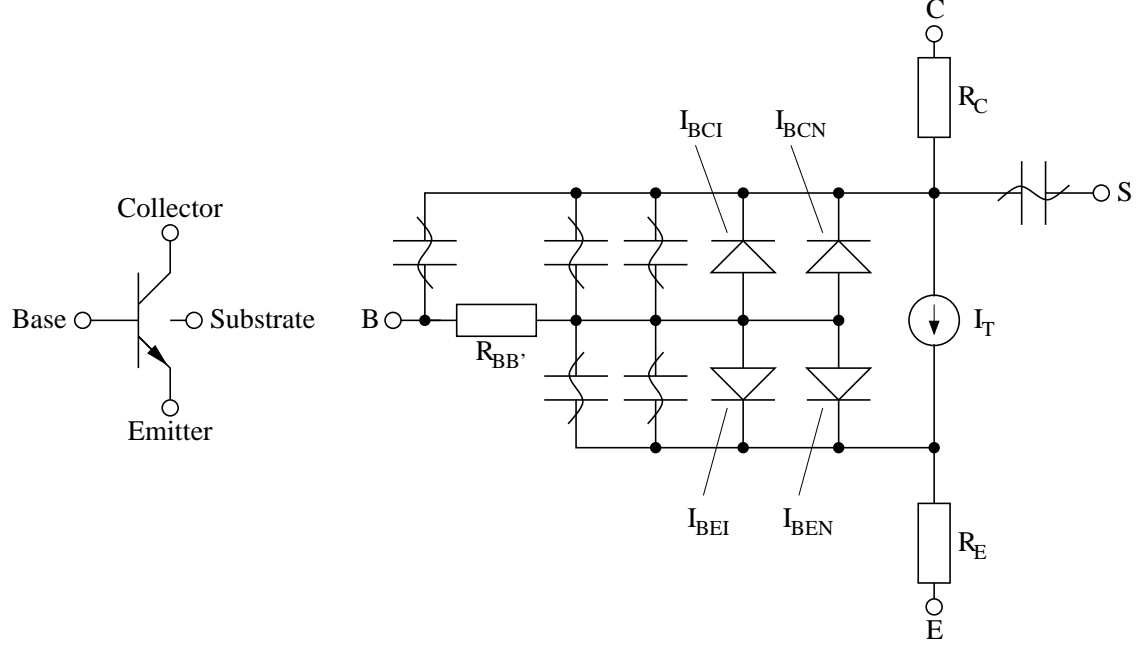 C
R_C
I_BCI
I_BCN
S
Collector
Base
Substrate
B
R_BB'
I_T
Emitter
I_BEI
I_BEN
R_E
E